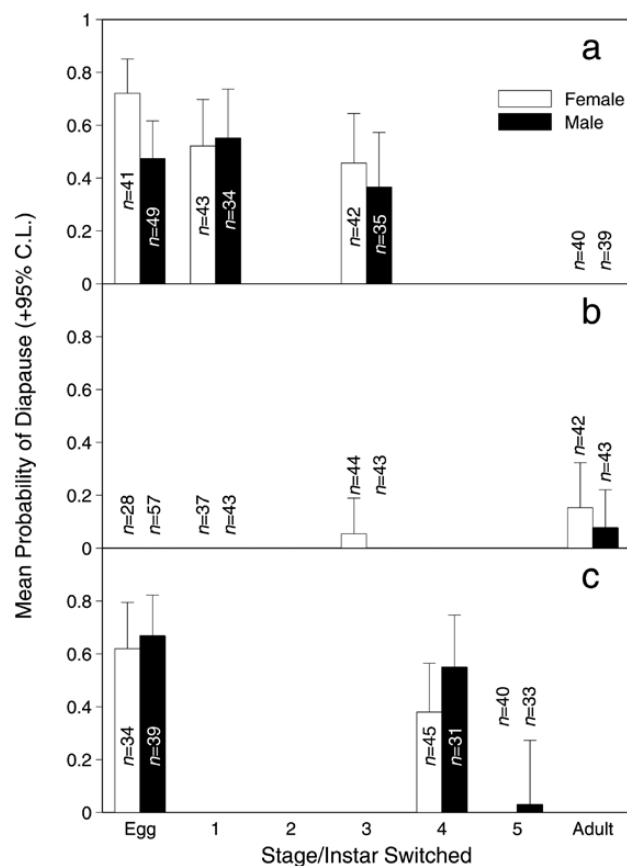 Mean Probability of Diapause (+95% C.L.)
1
0.8
0.6
0.4
0.2
0
a
Female
Male
n=41
n=49
n=43
n=34
n=42
n=35
n=40
n=39
0.8
0.6
0.4
0.2
0
b
n=28
n=57
n=37
n=43
n=44
n=43
n=42
n=43
0.8
0.6
0.4
0.2
0
c
n=34
n=39
n=45
n=31
n=40
n=33
Egg 1 2 3 4 5 Adult
Stage/Instar Switched